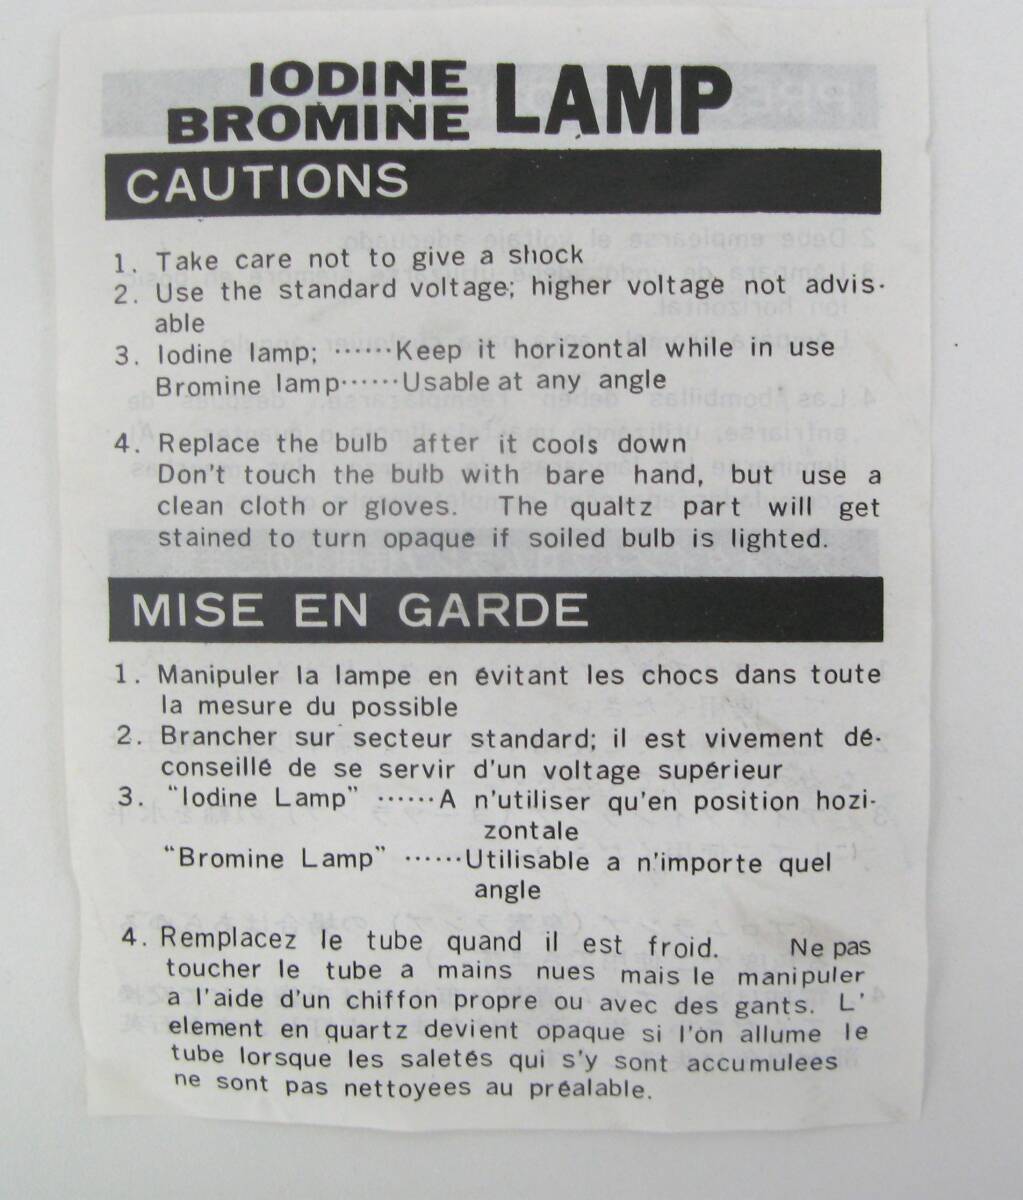 IODINE
BROMINE LAMP
CAUTIONS
1. Take care not to give a shock
2. Use the standard voltage; higher voltage not advis-
able
3. Iodine lamp; ······Keep it horizontal while in use
Bromine lamp······Usable at any angle
4. Replace the bulb after it cools down
Don't touch the bulb with bare hand, but use a
clean cloth or gloves. The qualtz part will get
stained to turn opaque if soiled bulb is lighted.
MISE EN GARDE
1. Manipuler la lampe en évitant les chocs dans toute
la mesure du possible
2. Brancher sur secteur standard; il est vivement dé-
conseillé de se servir d'un voltage supérieur
3. "Iodine Lamp" ······A n'utiliser qu'en position hozi-
zontale
"Bromine Lamp" ······Utilisable a n'importe quel
angle
4. Remplacez le tube quand il est froid. Ne pas
toucher le tube a mains nues mais le manipuler
a l'aide d'un chiffon propre ou avec des gants. L'
element en quartz devient opaque si l'on allume le
tube lorsque les saletés qui s'y sont accumulees
ne sont pas nettoyees au préalable.